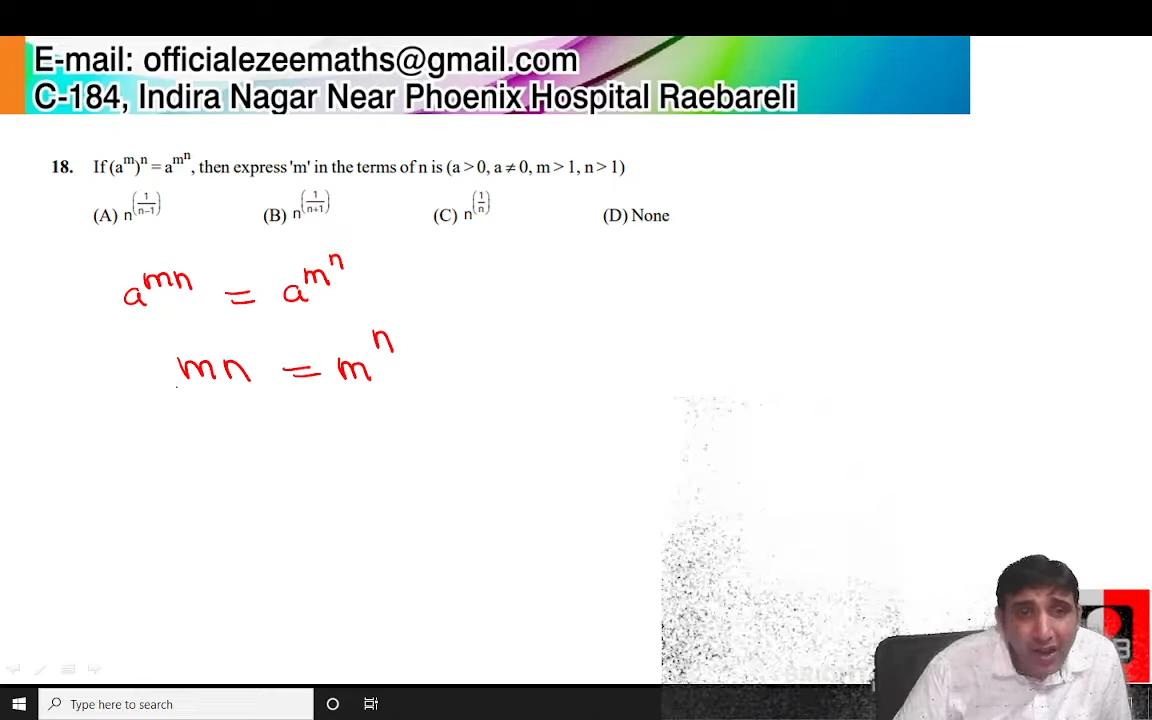 E-mail: officialezeemaths@gmail.com
C-184, Indira Nagar Near Phoenix Hospital Raebareli
18. If (a^m)^n = a^{m^n}, then express 'm' in the terms of n is (a > 0, a ≠ 0, m > 1, n > 1)
(A) n^(1/(n−1)) (B) n^(1/(n+1)) (C) n^(1/n) (D) None
a^{mn} = a^{m^n}
mn = m^n
Type here to search